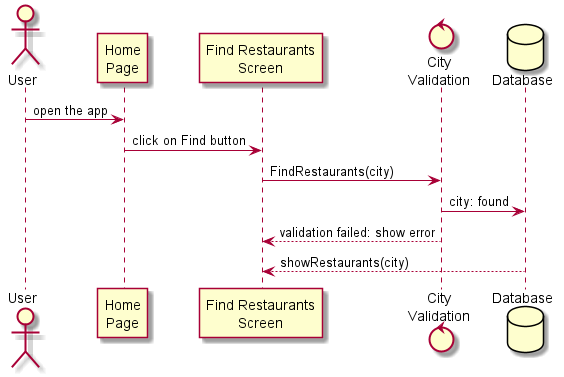 User
Home
Page
Find Restaurants
Screen
City
Validation
Database
open the app
click on Find button
FindRestaurants(city)
city: found
validation failed: show error
showRestaurants(city)
User
Home
Page
Find Restaurants
Screen
City
Validation
Database